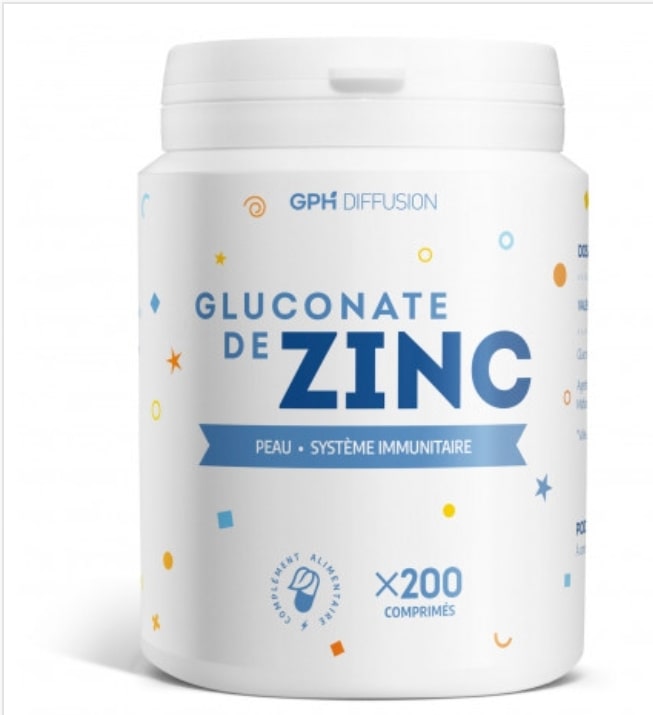 GPH DIFFUSION
GLUCONATE
DE ZINC
PEAU • SYSTÈME IMMUNITAIRE
COMPLÉMENT ALIMENTAIRE
×200
COMPRIMÉS